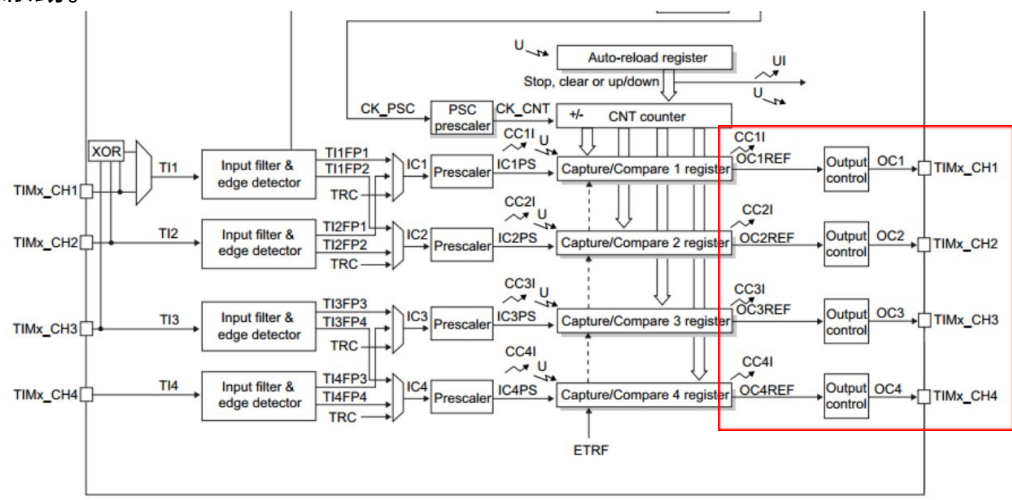 U
Auto-reload register
UI
Stop, clear or up/down
U
CK_PSC
PSC
prescaler
CK_CNT
+/-
CNT counter
XOR
TI1
Input filter &
edge detector
TI1FP1
TI1FP2
TRC
IC1
Prescaler
CC1I
IC1PS
U
Capture/Compare 1 register
CC1I
OC1REF
Output
control
OC1
TIMx_CH1
TIMx_CH1
TIMx_CH2
TI2
Input filter &
edge detector
TI2FP1
TI2FP2
TRC
IC2
Prescaler
CC2I
IC2PS
U
Capture/Compare 2 register
CC2I
OC2REF
Output
control
OC2
TIMx_CH2
TIMx_CH3
TI3
Input filter &
edge detector
TI3FP3
TI3FP4
TRC
IC3
Prescaler
CC3I
IC3PS
U
Capture/Compare 3 register
CC3I
OC3REF
Output
control
OC3
TIMx_CH3
TIMx_CH4
TI4
Input filter &
edge detector
TI4FP3
TI4FP4
TRC
IC4
Prescaler
CC4I
IC4PS
U
Capture/Compare 4 register
CC4I
OC4REF
Output
control
OC4
TIMx_CH4
ETRF